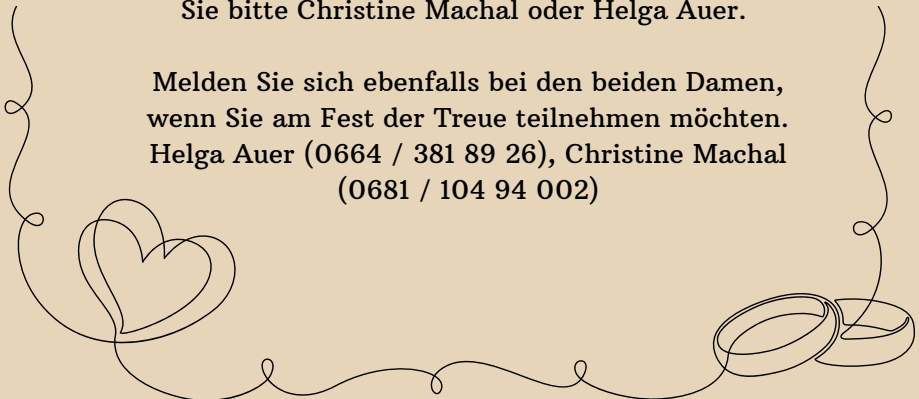 Sie bitte Christine Machal oder Helga Auer.
Melden Sie sich ebenfalls bei den beiden Damen,
wenn Sie am Fest der Treue teilnehmen möchten.
Helga Auer (0664 / 381 89 26), Christine Machal
(0681 / 104 94 002)